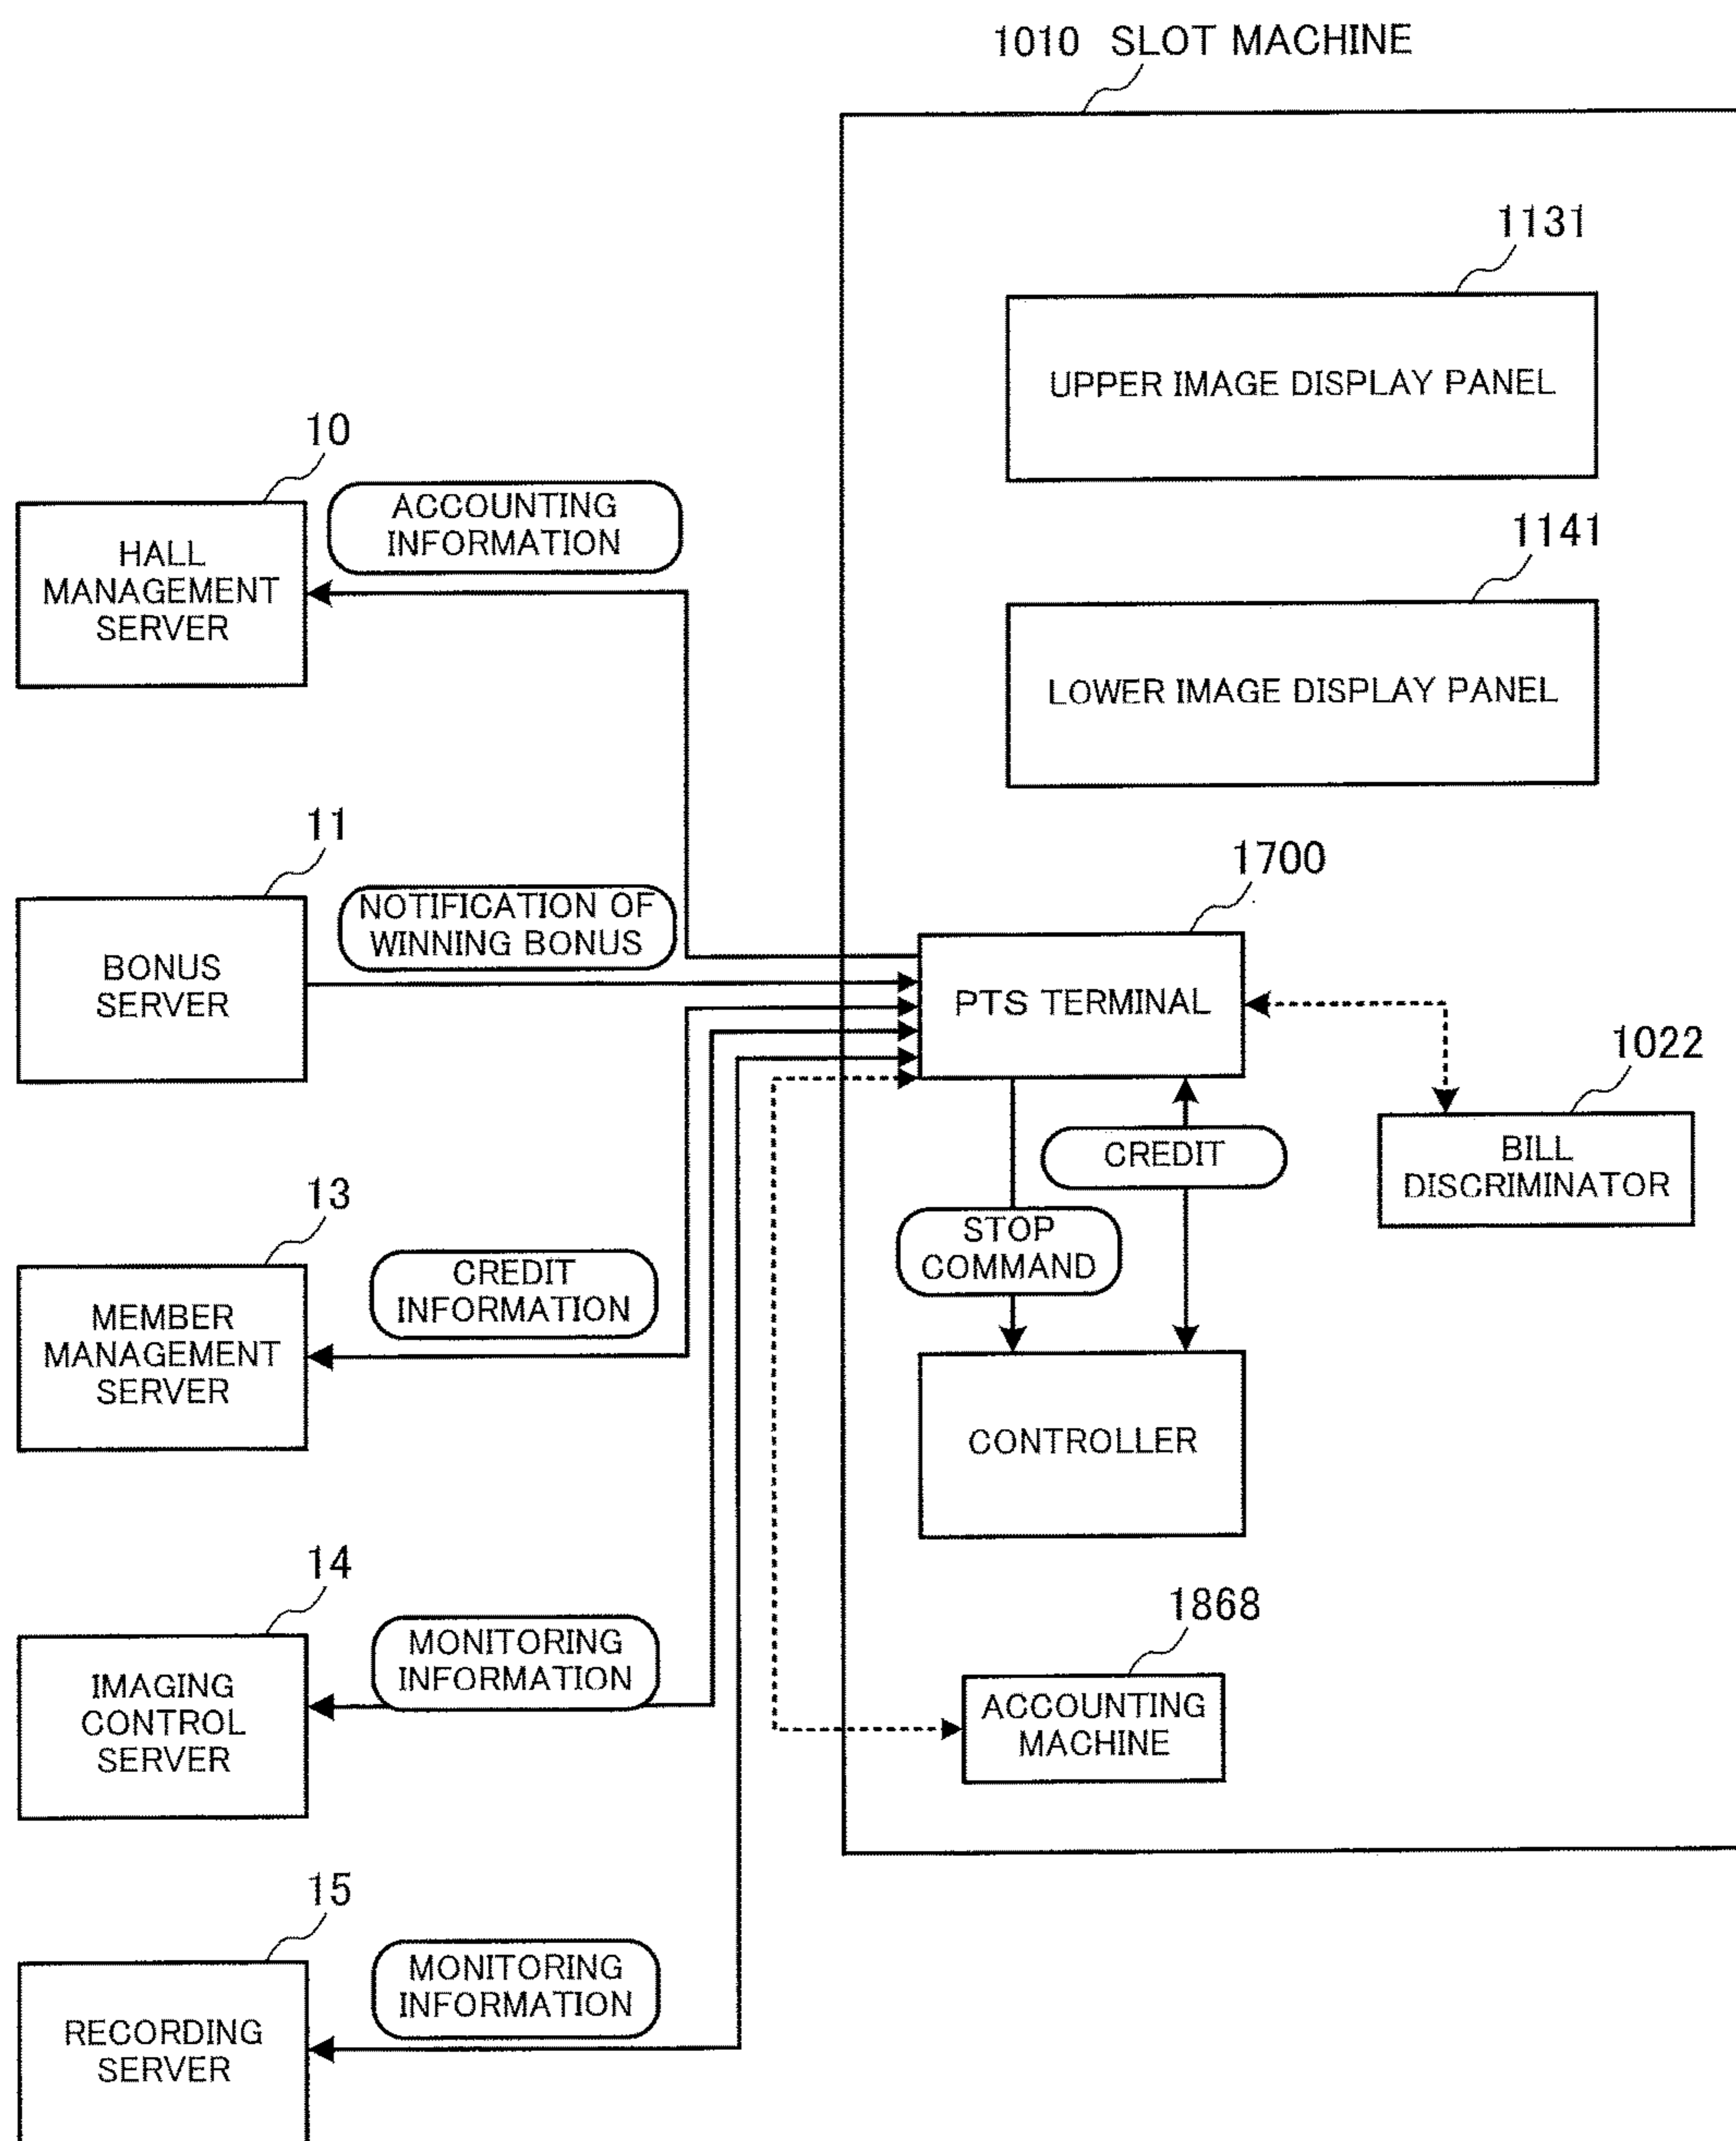 1010 SLOT MACHINE
1131
UPPER IMAGE DISPLAY PANEL
1141
LOWER IMAGE DISPLAY PANEL
10
HALL
MANAGEMENT
SERVER
ACCOUNTING
INFORMATION
11
BONUS
SERVER
NOTIFICATION OF
WINNING BONUS
1700
PTS TERMINAL
1022
BILL
DISCRIMINATOR
CREDIT
STOP
COMMAND
13
MEMBER
MANAGEMENT
SERVER
CREDIT
INFORMATION
CONTROLLER
14
IMAGING
CONTROL
SERVER
MONITORING
INFORMATION
1868
ACCOUNTING
MACHINE
15
RECORDING
SERVER
MONITORING
INFORMATION